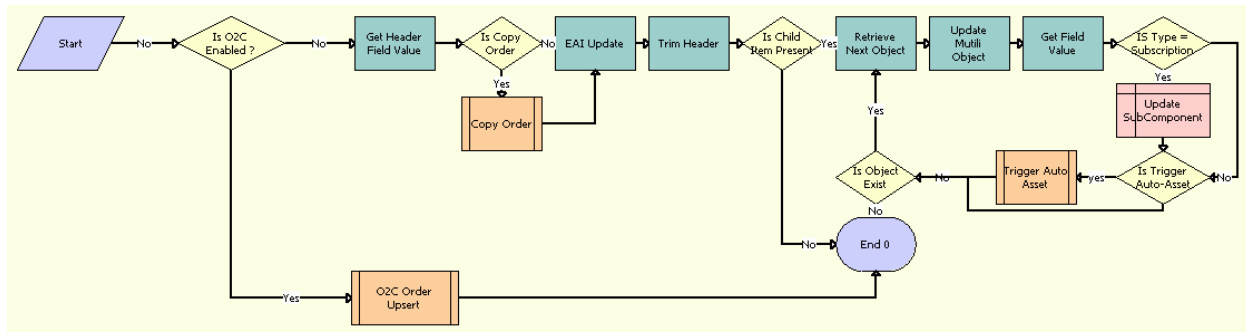 Start
No
Is O2C
Enabled ?
No
Get Header
Field Value
Is Copy
Order
No
EAI Update
Trim Header
Is Child
Item Present
Yes
Retrieve
Next Object
Update
Mutili
Object
Get Field
Value
IS Type =
Subscription
No
Yes
Yes
Copy Order
Update
SubComponent
Yes
Is Object
Exist
No
Trigger Auto
Asset
yes
Is Trigger
Auto-Asset
No
No
End 0
No
O2C Order
Upsert
Yes